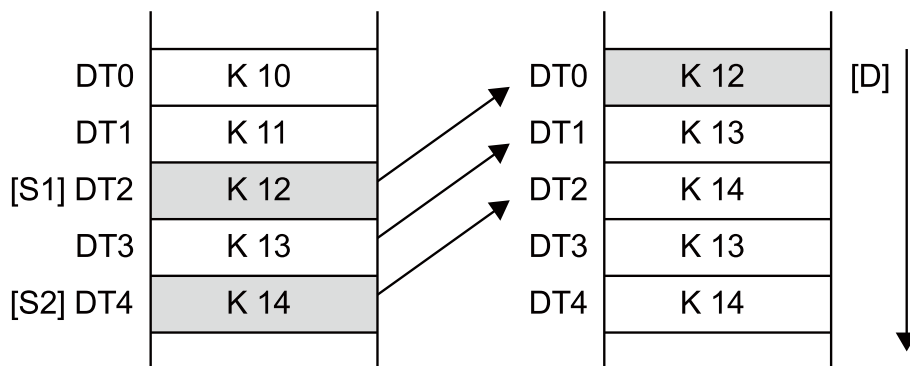 DT0 K 10 DT0 K 12 [D]
DT1 K 11 DT1 K 13
[S1] DT2 K 12 DT2 K 14
DT3 K 13 DT3 K 13
[S2] DT4 K 14 DT4 K 14